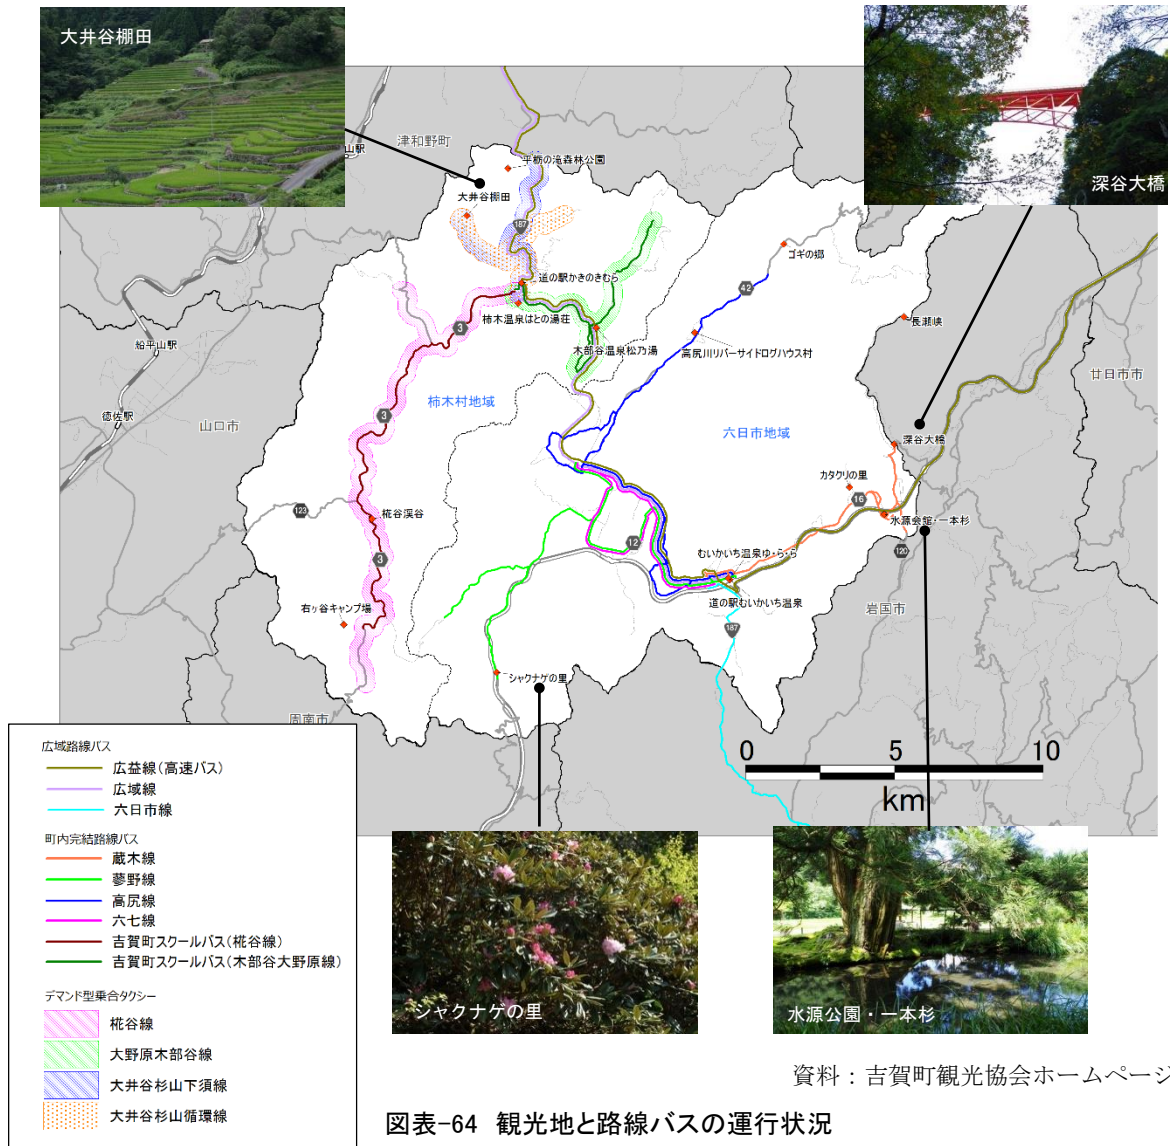 大井谷棚田
深谷大橋
津和野町
山駅
平栃の滝森林公園
大井谷棚田
187
ゴギの郷
道の駅かきのきむら
42
柿木温泉はとの湯荘
長瀬峡
3
船平山駅
木部谷温泉松乃湯
高尻川リバーサイドログハウス村
廿日市市
柿木村地域
徳佐駅
3
山口市
六日市地域
深谷大橋
カタクリの里
16
123
椛谷渓谷
水源会館・一本杉
12
120
むいかいち温泉ゆ・ら・ら
3
道の駅むいかいち温泉
岩国市
右ヶ谷キャンプ場
187
シャクナゲの里
周南市
広域路線バス
広益線(高速バス)
広域線
六日市線
町内完結路線バス
蔵木線
蓼野線
高尻線
六七線
吉賀町スクールバス(椛谷線)
吉賀町スクールバス(木部谷大野原線)
デマンド型乗合タクシー
椛谷線
大野原木部谷線
大井谷杉山下須線
大井谷杉山循環線
0 5 10
km
シャクナゲの里
水源公園・一本杉
資料：吉賀町観光協会ホームページ
図表-64 観光地と路線バスの運行状況